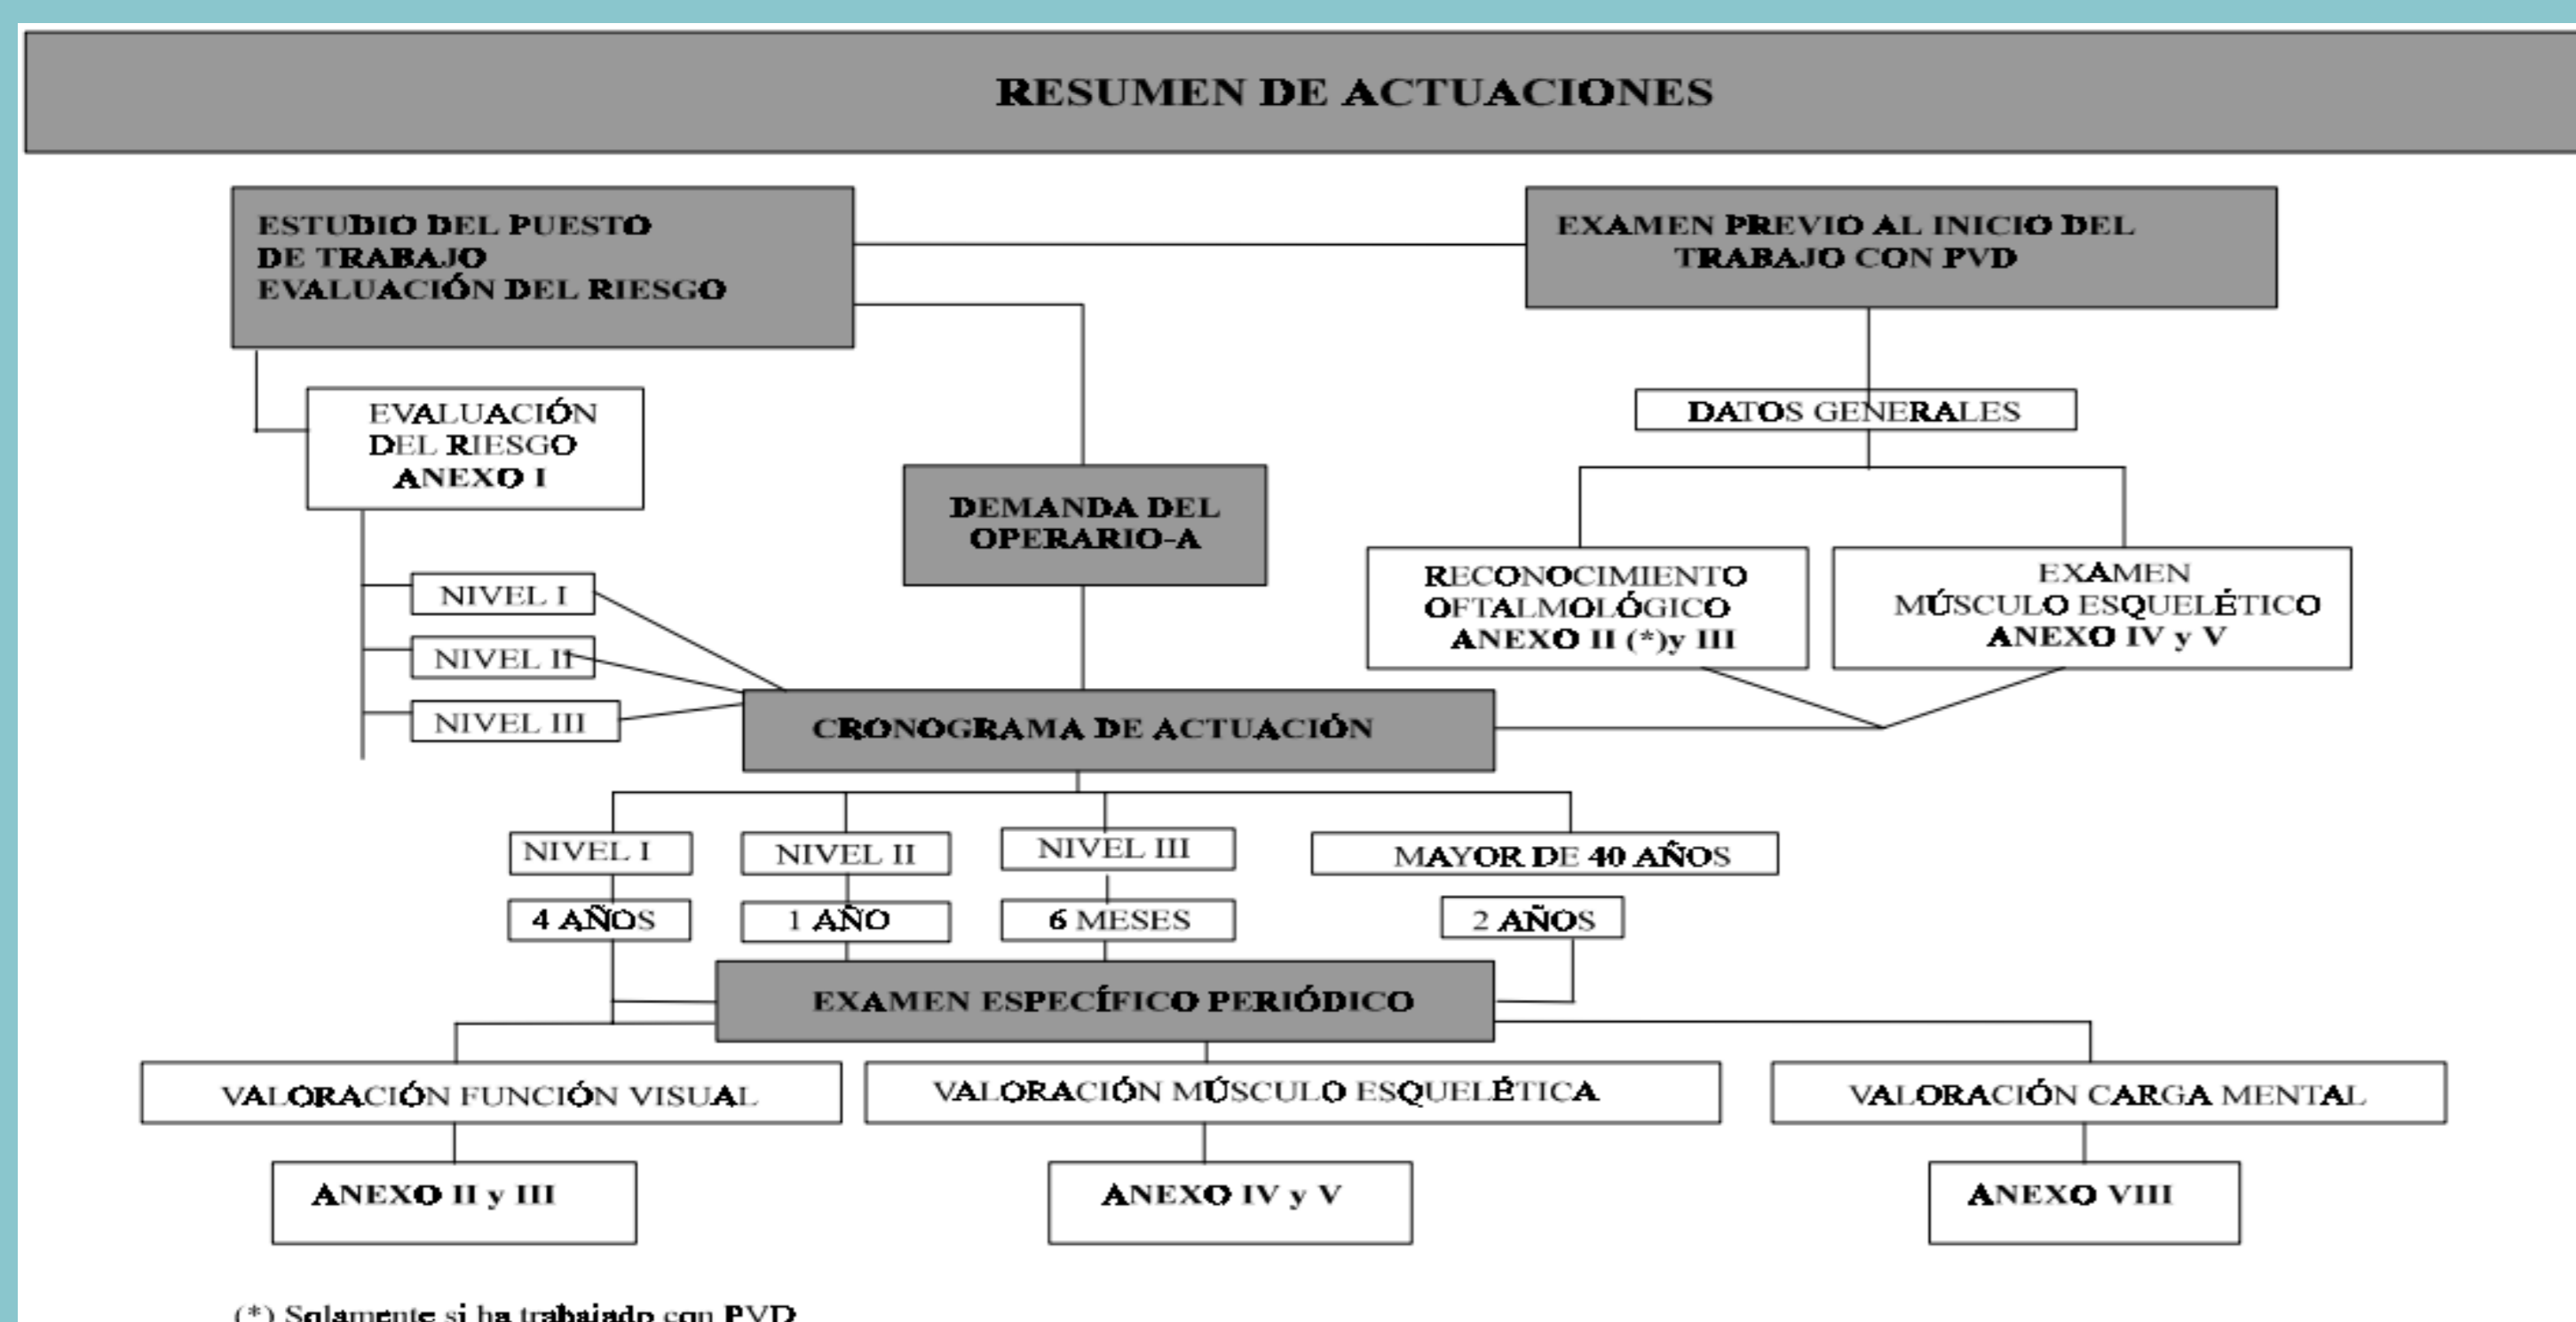 RESUMEN DE ACTUACIONES
ESTUDIO DEL PUESTO
DE TRABAJO
EVALUACIÓN DEL RIESGO
EXAMEN PREVIO AL INICIO DEL
TRABAJO CON PVD
EVALUACIÓN
DEL RIESGO
ANEXO I
DATOS GENERALES
DEMANDA DEL
OPERARIO-A
RECONOCIMIENTO
OFTALMOLÓGICO
ANEXO II (*)y III
EXAMEN
MÚSCULO ESQUELÉTICO
ANEXO IV y V
NIVEL I
NIVEL II
NIVEL III
CRONOGRAMA DE ACTUACIÓN
NIVEL I
NIVEL II
NIVEL III
MAYOR DE 40 AÑOS
4 AÑOS
1 AÑO
6 MESES
2 AÑOS
EXAMEN ESPECÍFICO PERIÓDICO
VALORACIÓN FUNCIÓN VISUAL
VALORACIÓN MÚSCULO ESQUELÉTICA
VALORACIÓN CARGA MENTAL
ANEXO II y III
ANEXO IV y V
ANEXO VIII
(*) Solamente si ha trabajado con PVD